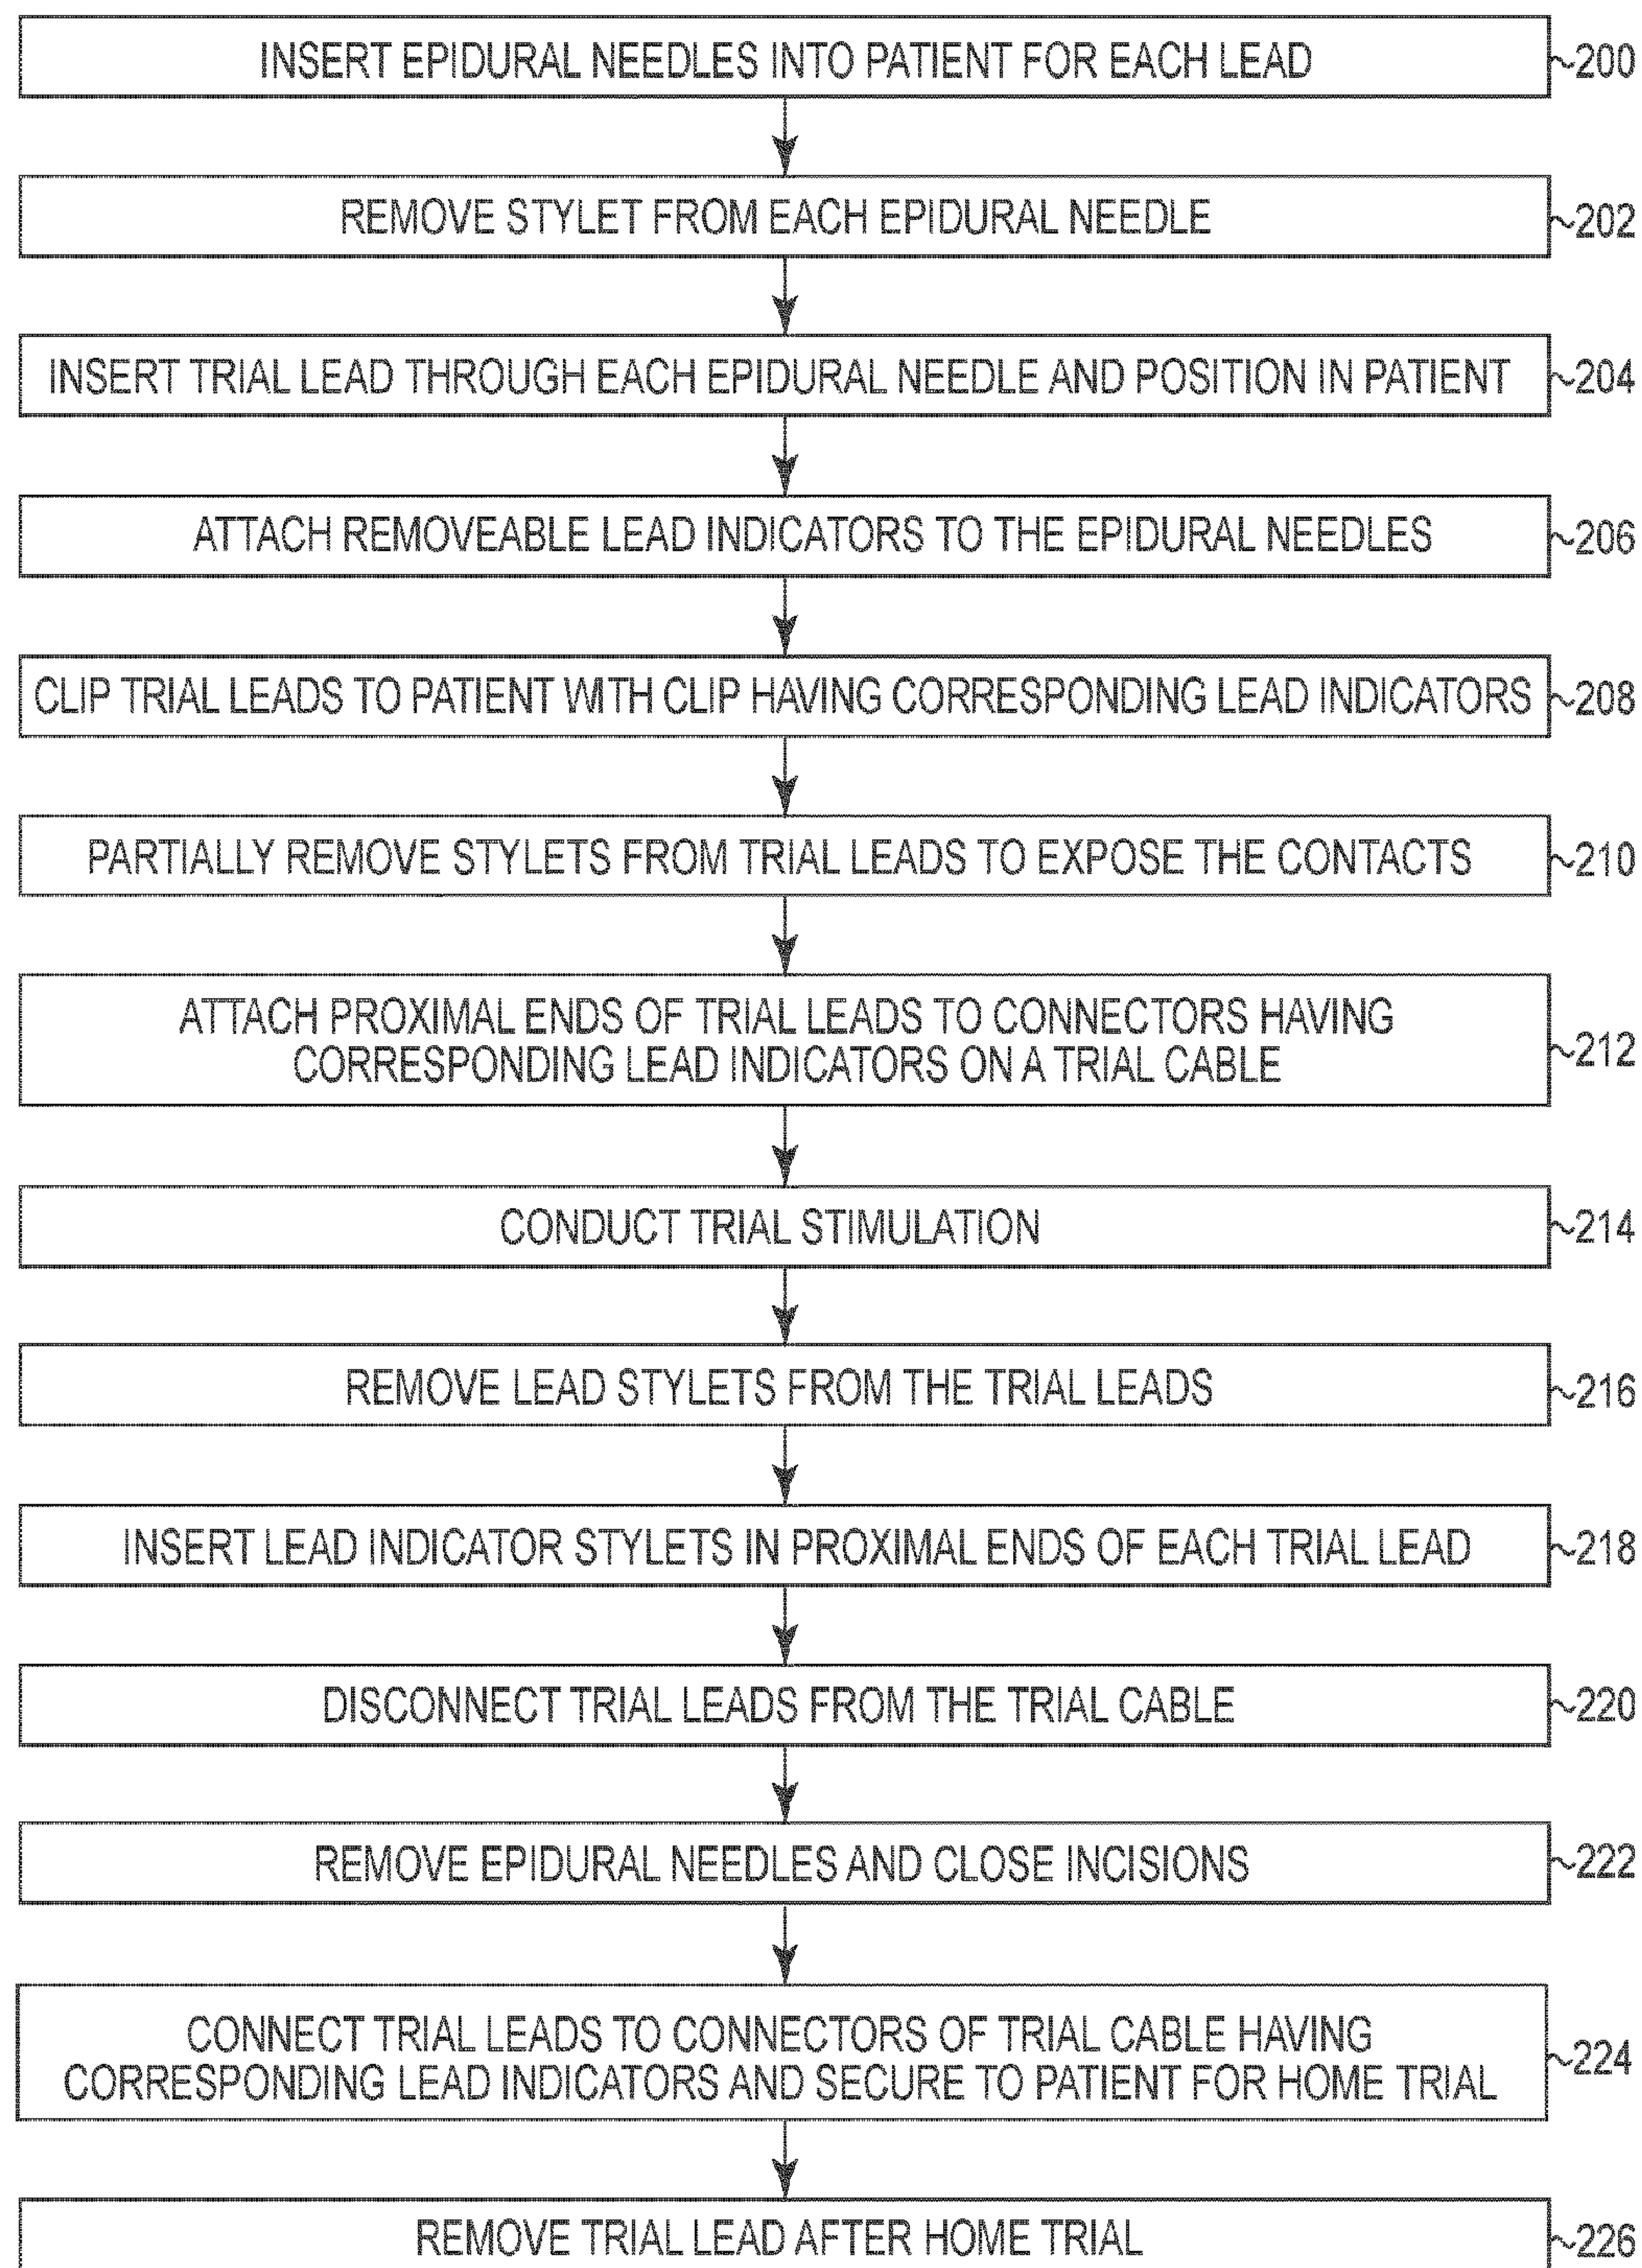 INSERT EPIDURAL NEEDLES INTO PATIENT FOR EACH LEAD ~200
REMOVE STYLET FROM EACH EPIDURAL NEEDLE ~202
INSERT TRIAL LEAD THROUGH EACH EPIDURAL NEEDLE AND POSITION IN PATIENT ~204
ATTACH REMOVEABLE LEAD INDICATORS TO THE EPIDURAL NEEDLES ~206
CLIP TRIAL LEADS TO PATIENT WITH CLIP HAVING CORRESPONDING LEAD INDICATORS ~208
PARTIALLY REMOVE STYLETS FROM TRIAL LEADS TO EXPOSE THE CONTACTS ~210
ATTACH PROXIMAL ENDS OF TRIAL LEADS TO CONNECTORS HAVING
CORRESPONDING LEAD INDICATORS ON A TRIAL CABLE ~212
CONDUCT TRIAL STIMULATION ~214
REMOVE LEAD STYLETS FROM THE TRIAL LEADS ~216
INSERT LEAD INDICATOR STYLETS IN PROXIMAL ENDS OF EACH TRIAL LEAD ~218
DISCONNECT TRIAL LEADS FROM THE TRIAL CABLE ~220
REMOVE EPIDURAL NEEDLES AND CLOSE INCISIONS ~222
CONNECT TRIAL LEADS TO CONNECTORS OF TRIAL CABLE HAVING
CORRESPONDING LEAD INDICATORS AND SECURE TO PATIENT FOR HOME TRIAL ~224
REMOVE TRIAL LEAD AFTER HOME TRIAL ~226